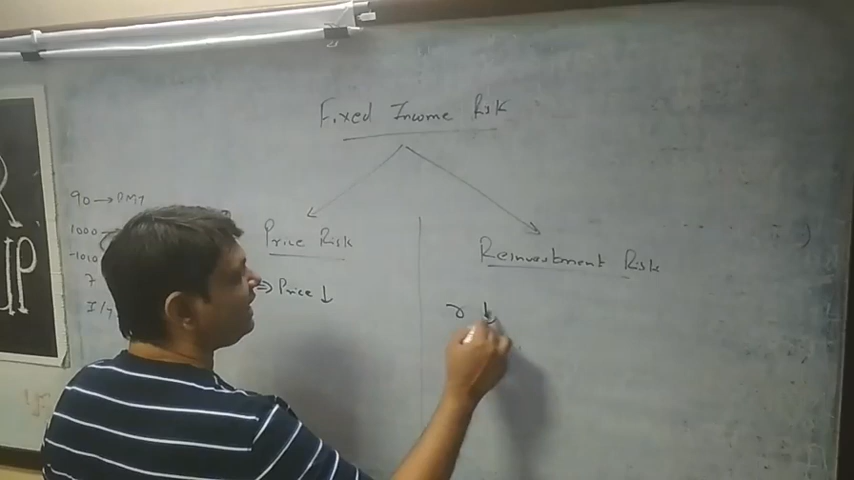 Fixed Income Risk
Price Risk
⇒ Price ↓
Reinvestment Risk
r ↓
90 → PMT
1000
-1010
7
I/Y
UP